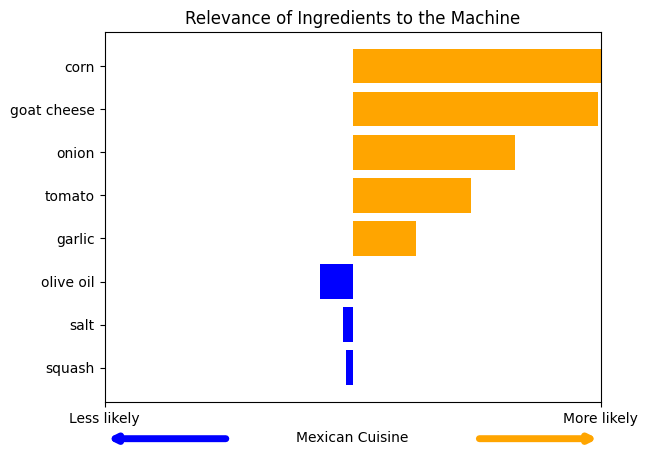 Relevance of Ingredients to the Machine
corn
goat cheese
onion
tomato
garlic
olive oil
salt
squash
Less likely
More likely
Mexican Cuisine